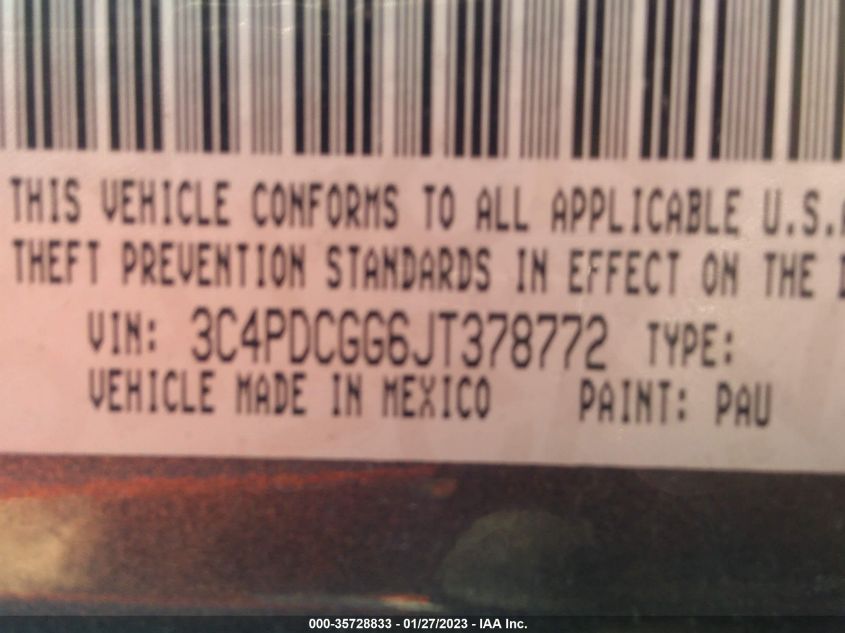 THIS VEHICLE CONFORMS TO ALL APPLICABLE U.S.
THEFT PREVENTION STANDARDS IN EFFECT ON THE
VIN: 3C4PDCGG6JT378772 TYPE:
VEHICLE MADE IN MEXICO PAINT: PAU
000-35728833 - 01/27/2023 - IAA Inc.